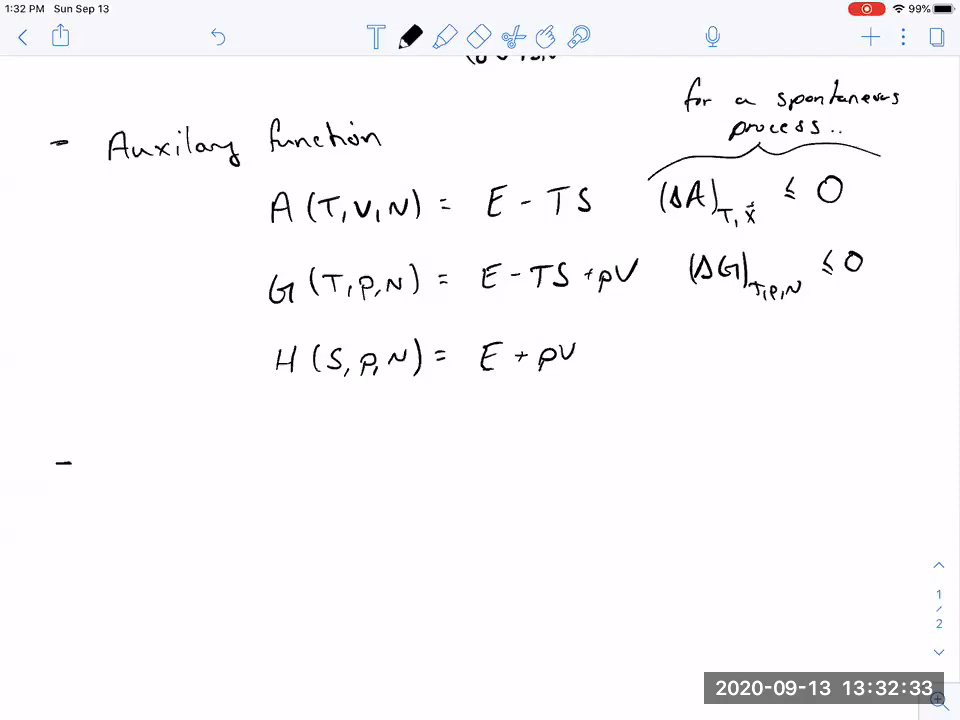 1:32 PM Sun Sep 13
99%
for a spontaneous
process..
- Auxilary function
A (T, V, N) = E - TS (ΔA)_{T, X⃗} ≤ 0
G (T, p, N) = E - TS + pV (ΔG)_{T,p,N} ≤ 0
H (S, p, N) = E + pV
-
1
/
2
2020-09-13 13:32:33